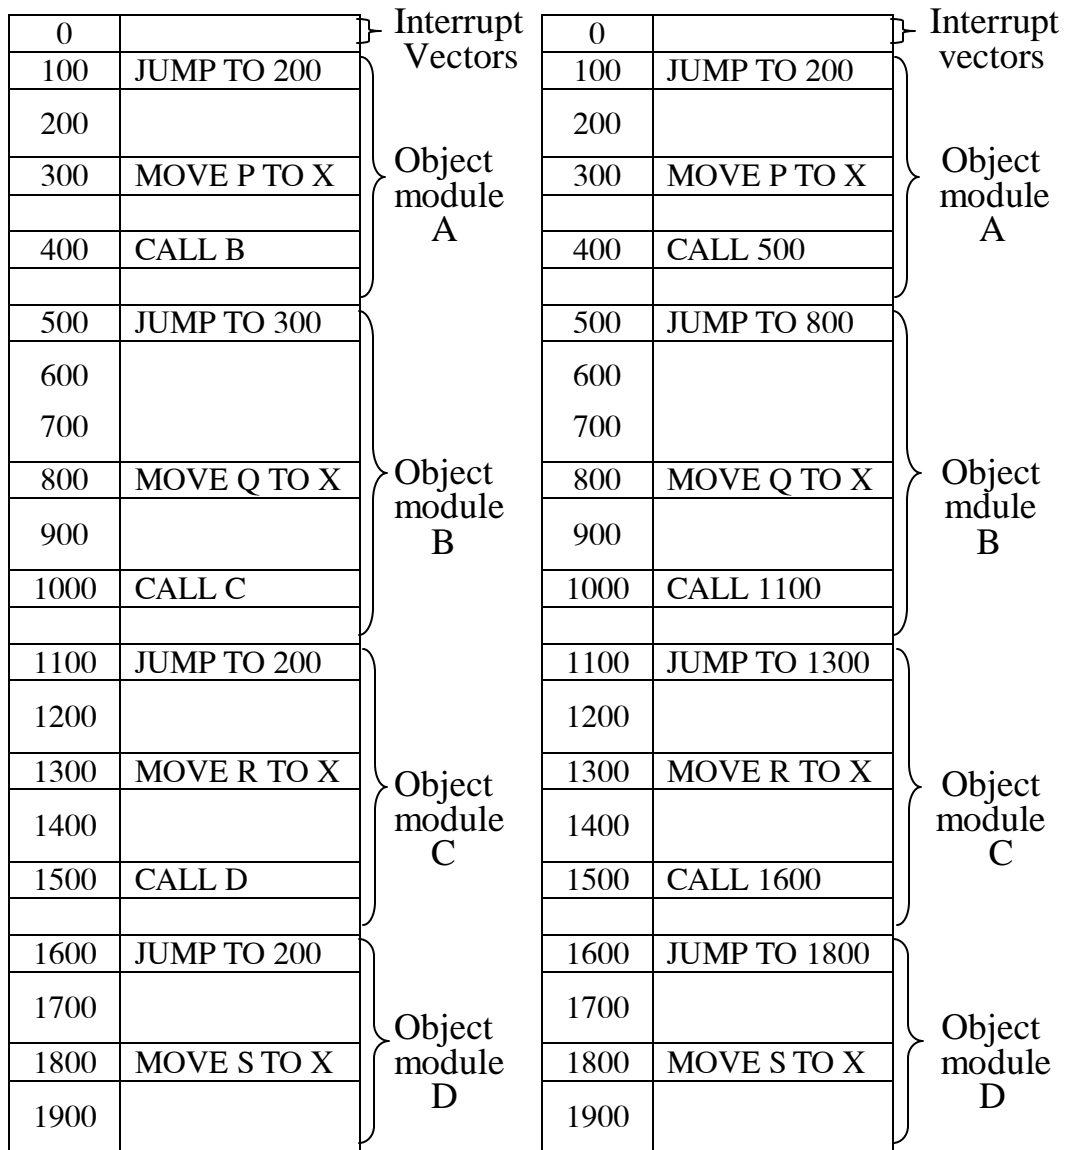 0
Interrupt
Vectors
100 JUMP TO 200
200
300 MOVE P TO X
400 CALL B
Object
module
A
500 JUMP TO 300
600
700
800 MOVE Q TO X
900
1000 CALL C
Object
module
B
1100 JUMP TO 200
1200
1300 MOVE R TO X
1400
1500 CALL D
Object
module
C
1600 JUMP TO 200
1700
1800 MOVE S TO X
1900
Object
module
D
0
Interrupt
vectors
100 JUMP TO 200
200
300 MOVE P TO X
400 CALL 500
Object
module
A
500 JUMP TO 800
600
700
800 MOVE Q TO X
900
1000 CALL 1100
Object
mdule
B
1100 JUMP TO 1300
1200
1300 MOVE R TO X
1400
1500 CALL 1600
Object
module
C
1600 JUMP TO 1800
1700
1800 MOVE S TO X
1900
Object
module
D